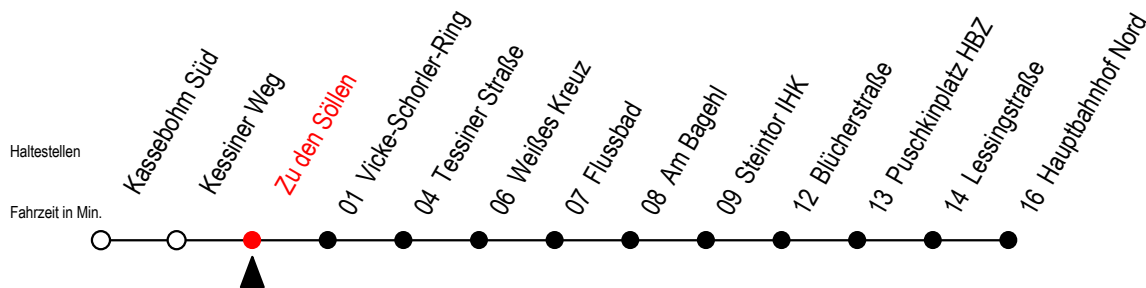 Haltestellen
Fahrzeit in Min.
Kassebohm Süd
Kessiner Weg
Zu den Söllen
01 Vicke-Schorler-Ring
04 Tessiner Straße
06 Weißes Kreuz
07 Flussbad
08 Am Bagehl
09 Steintor IHK
12 Blücherstraße
13 Puschkinplatz HBZ
14 Lessingstraße
16 Hauptbahnhof Nord